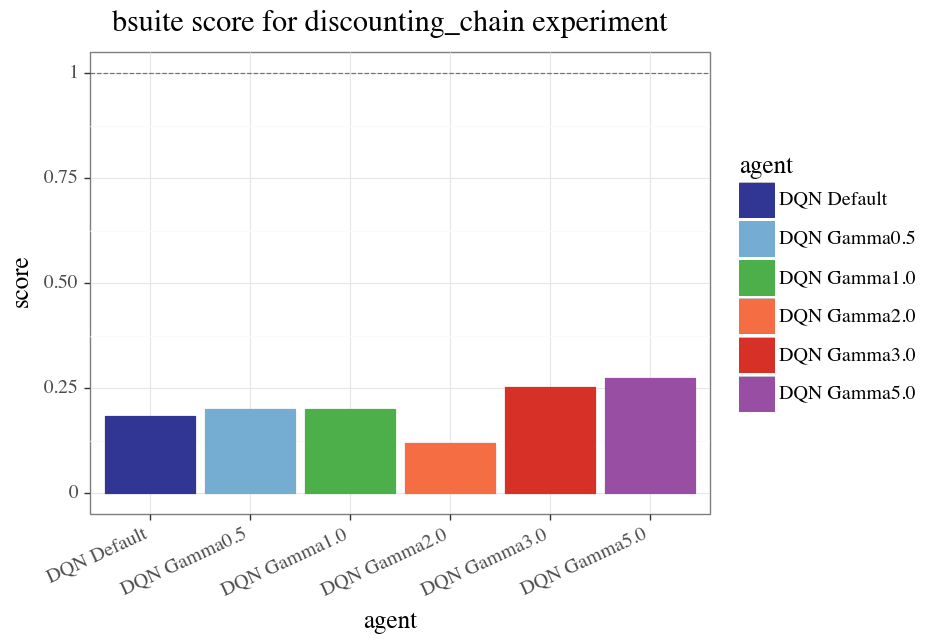 bsuite score for discounting_chain experiment
score
1
0.75
0.50
0.25
0
DQN Default
DQN Gamma0.5
DQN Gamma1.0
DQN Gamma2.0
DQN Gamma3.0
DQN Gamma5.0
agent
agent
DQN Default
DQN Gamma0.5
DQN Gamma1.0
DQN Gamma2.0
DQN Gamma3.0
DQN Gamma5.0